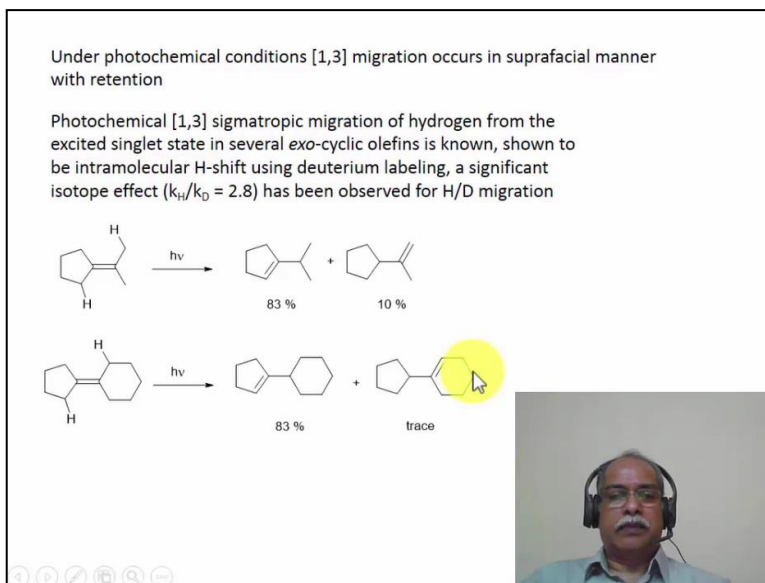 Under photochemical conditions [1,3] migration occurs in suprafacial manner
with retention
Photochemical [1,3] sigmatropic migration of hydrogen from the
excited singlet state in several exo-cyclic olefins is known, shown to
be intramolecular H-shift using deuterium labeling, a significant
isotope effect (kH/kD = 2.8) has been observed for H/D migration
H
hν
+
H
83 %
10 %
H
hν
+
H
83 %
trace